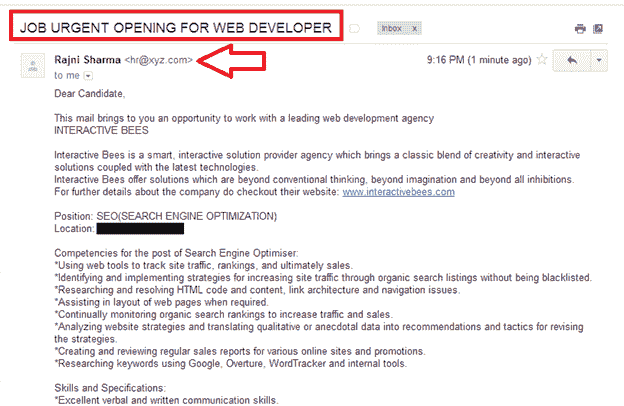 JOB URGENT OPENING FOR WEB DEVELOPER
Inbox x
Rajni Sharma <hr@xyz.com>
9:16 PM (1 minute ago)
to me
Dear Candidate,
This mail brings to you an opportunity to work with a leading web development agency
INTERACTIVE BEES
Interactive Bees is a smart, interactive solution provider agency which brings a classic blend of creativity and interactive
solutions coupled with the latest technologies.
Interactive Bees offer solutions which are beyond conventional thinking, beyond imagination and beyond all inhibitions.
For further details about the company do checkout their website: www.interactivebees.com
Position: SEO(SEARCH ENGINE OPTIMIZATION)
Location:
Competencies for the post of Search Engine Optimiser:
*Using web tools to track site traffic, rankings, and ultimately sales.
*Identifying and implementing strategies for increasing site traffic through organic search listings without being blacklisted.
*Researching and resolving HTML code and content, link architecture and navigation issues.
*Assisting in layout of web pages when required.
*Continually monitoring organic search rankings to increase traffic and sales.
*Analyzing website strategies and translating qualitative or anecdotal data into recommendations and tactics for revising
the strategies.
*Creating and reviewing regular sales reports for various online sites and promotions.
*Researching keywords using Google, Overture, WordTracker and internal tools.
Skills and Specifications:
*Excellent verbal and written communication skills.